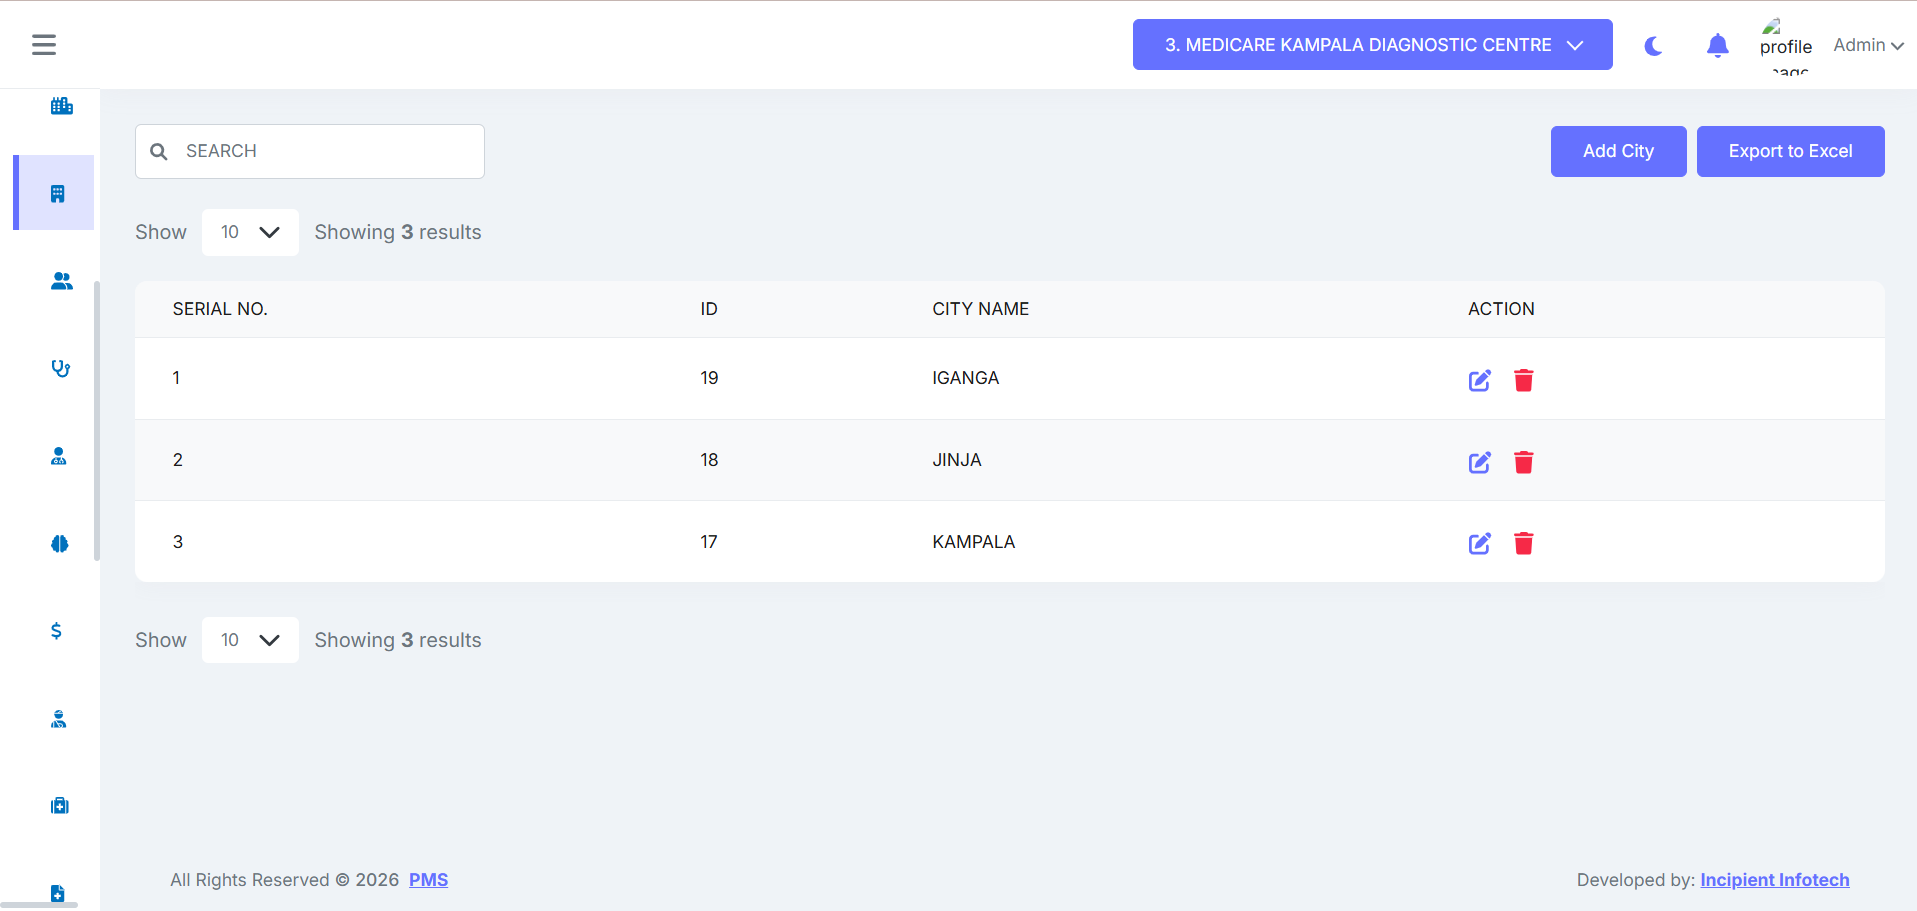 3. MEDICARE KAMPALA DIAGNOSTIC CENTRE
profile
Admin
SEARCH
Add City
Export to Excel
Show 10 Showing 3 results
SERIAL NO. ID CITY NAME ACTION
1 19 IGANGA
2 18 JINJA
3 17 KAMPALA
Show 10 Showing 3 results
All Rights Reserved © 2026 PMS
Developed by: Incipient Infotech